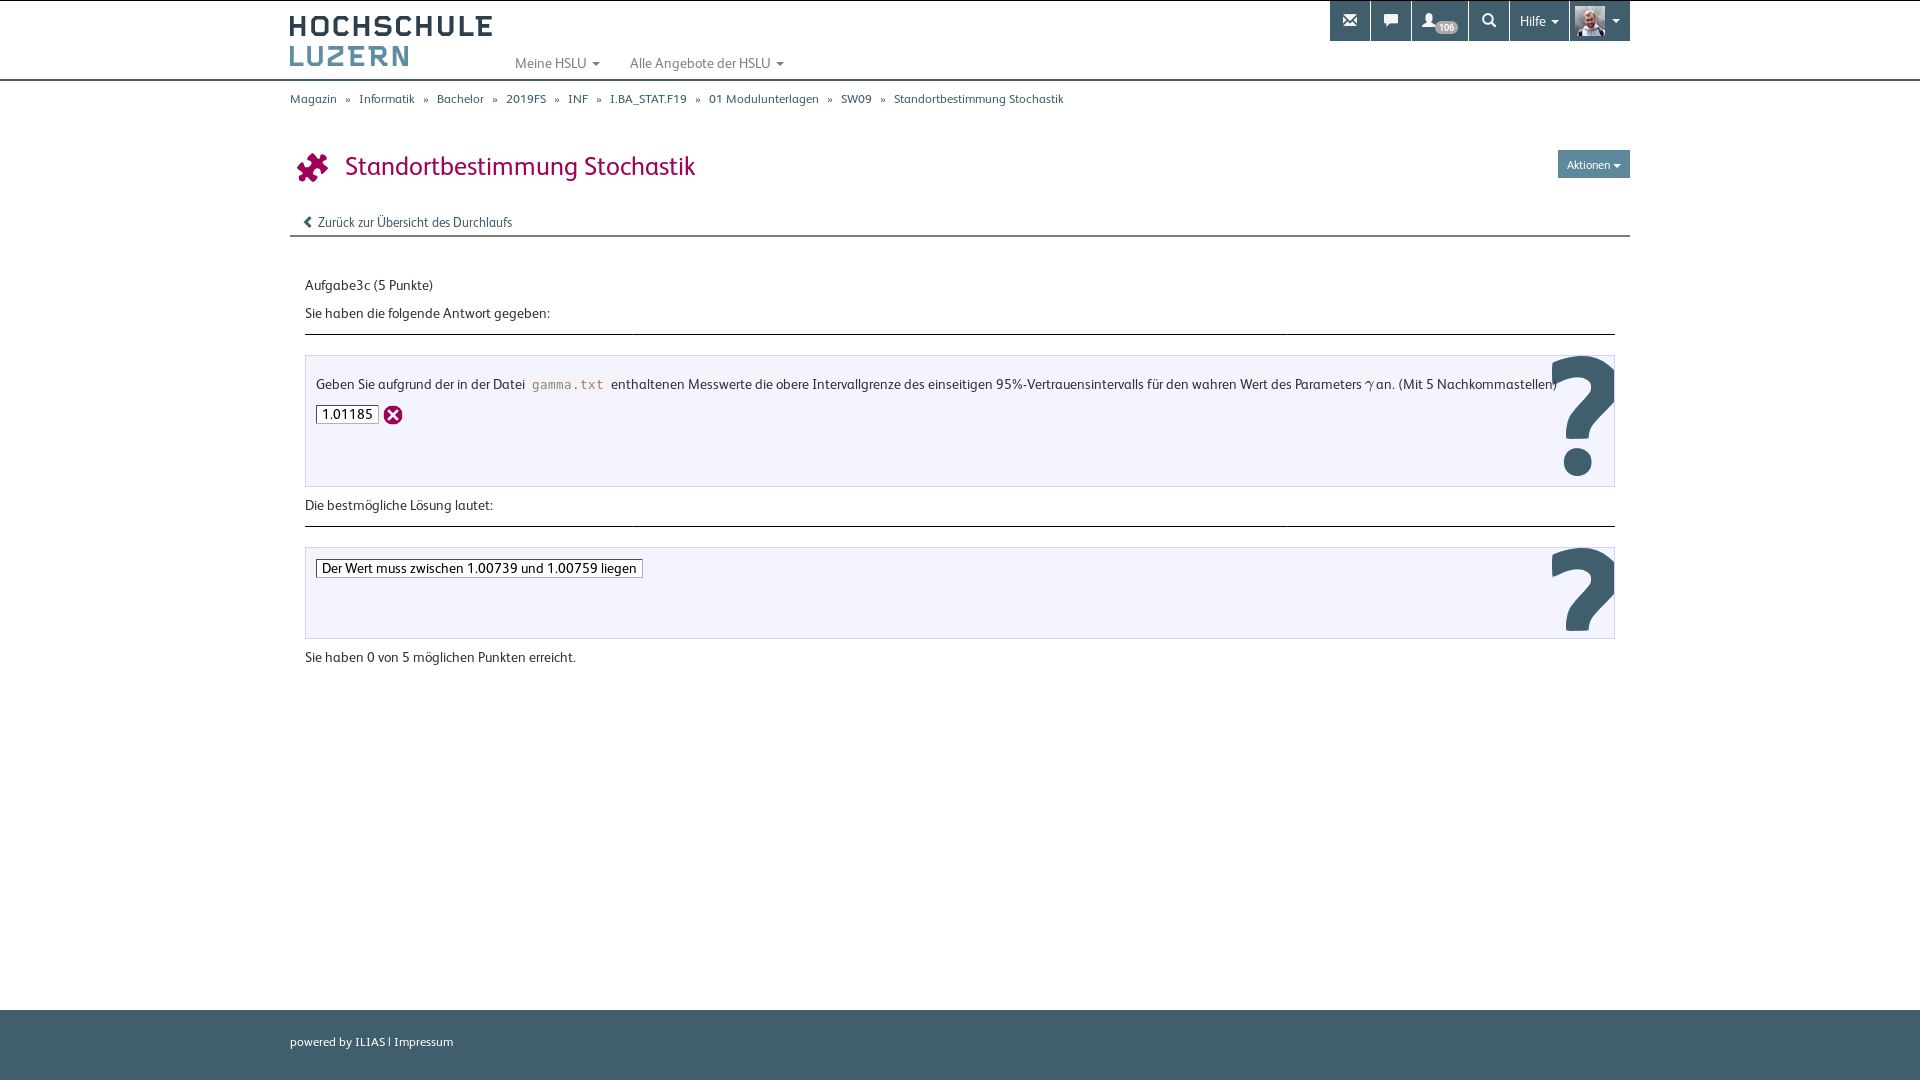 HOCHSCHULE
LUZERN
Meine HSLU
Alle Angebote der HSLU
106
Hilfe
Magazin » Informatik » Bachelor » 2019FS » INF » I.BA_STAT.F19 » 01 Modulunterlagen » SW09 » Standortbestimmung Stochastik
Standortbestimmung Stochastik
Aktionen
Zurück zur Übersicht des Durchlaufs
Aufgabe3c (5 Punkte)
Sie haben die folgende Antwort gegeben:
Geben Sie aufgrund der in der Datei gamma.txt enthaltenen Messwerte die obere Intervallgrenze des einseitigen 95%-Vertrauensintervalls für den wahren Wert des Parameters γ an. (Mit 5 Nachkommastellen)
1.01185
?
Die bestmögliche Lösung lautet:
Der Wert muss zwischen 1.00739 und 1.00759 liegen
?
Sie haben 0 von 5 möglichen Punkten erreicht.
powered by ILIAS | Impressum